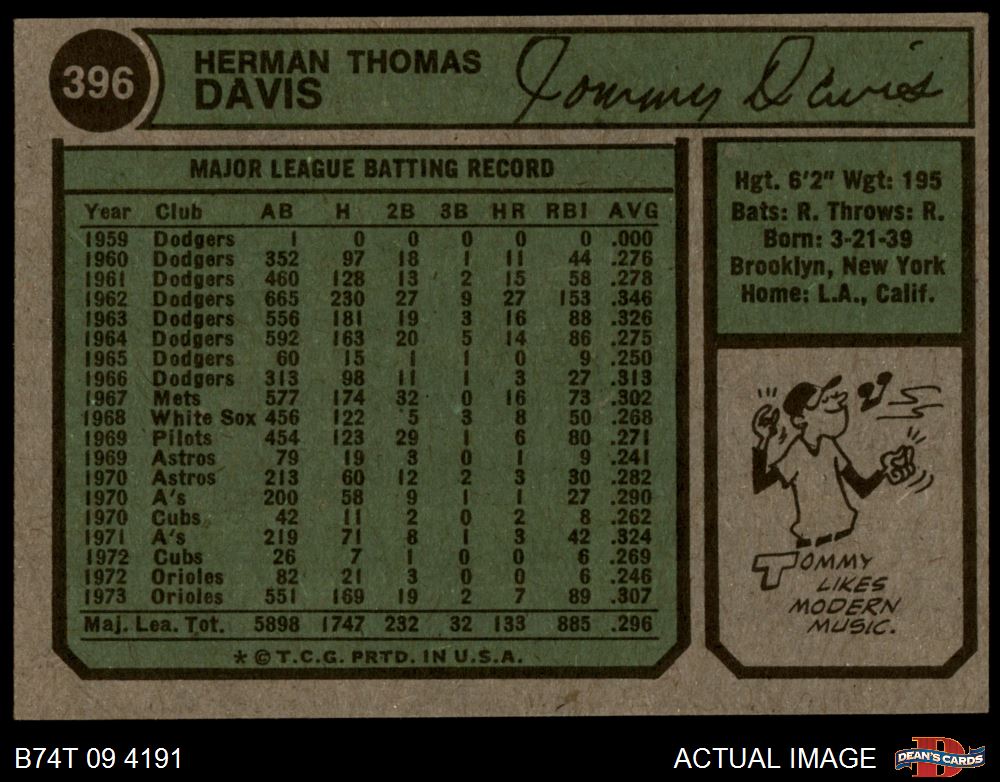 396
HERMAN THOMAS
DAVIS
Tommy Davis
MAJOR LEAGUE BATTING RECORD
Year Club AB H 2B 3B HR RBI AVG
1959 Dodgers 1 0 0 0 0 0 .000
1960 Dodgers 352 97 18 1 11 44 .276
1961 Dodgers 460 128 13 2 15 58 .278
1962 Dodgers 665 230 27 9 27 153 .346
1963 Dodgers 556 181 19 3 16 88 .326
1964 Dodgers 592 163 20 5 14 86 .275
1965 Dodgers 60 15 1 1 0 9 .250
1966 Dodgers 313 98 11 1 3 27 .313
1967 Mets 577 174 32 0 16 73 .302
1968 White Sox 456 122 5 3 8 50 .268
1969 Pilots 454 123 29 1 6 80 .271
1969 Astros 79 19 3 0 1 9 .241
1970 Astros 213 60 12 2 3 30 .282
1970 A's 200 58 9 1 1 27 .290
1970 Cubs 42 11 2 0 2 8 .262
1971 A's 219 71 8 1 3 42 .324
1972 Cubs 26 7 1 0 0 6 .269
1972 Orioles 82 21 3 0 0 6 .246
1973 Orioles 551 169 19 2 7 89 .307
Maj. Lea. Tot. 5898 1747 232 32 133 885 .296
* © T.C.G. PRTD. IN U.S.A.
Hgt. 6'2" Wgt: 195
Bats: R. Throws: R.
Born: 3-21-39
Brooklyn, New York
Home: L.A., Calif.
TOMMY
LIKES
MODERN
MUSIC.
B74T 09 4191
ACTUAL IMAGE
D
DEAN'S CARDS